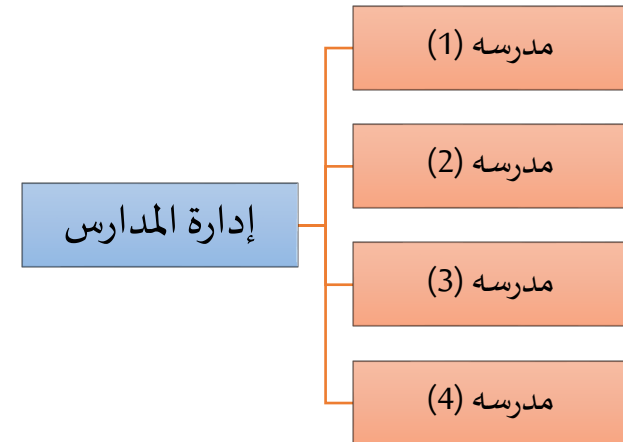 مدرسه (1)
مدرسه (2)
إدارة المدارس
مدرسه (3)
مدرسه (4)